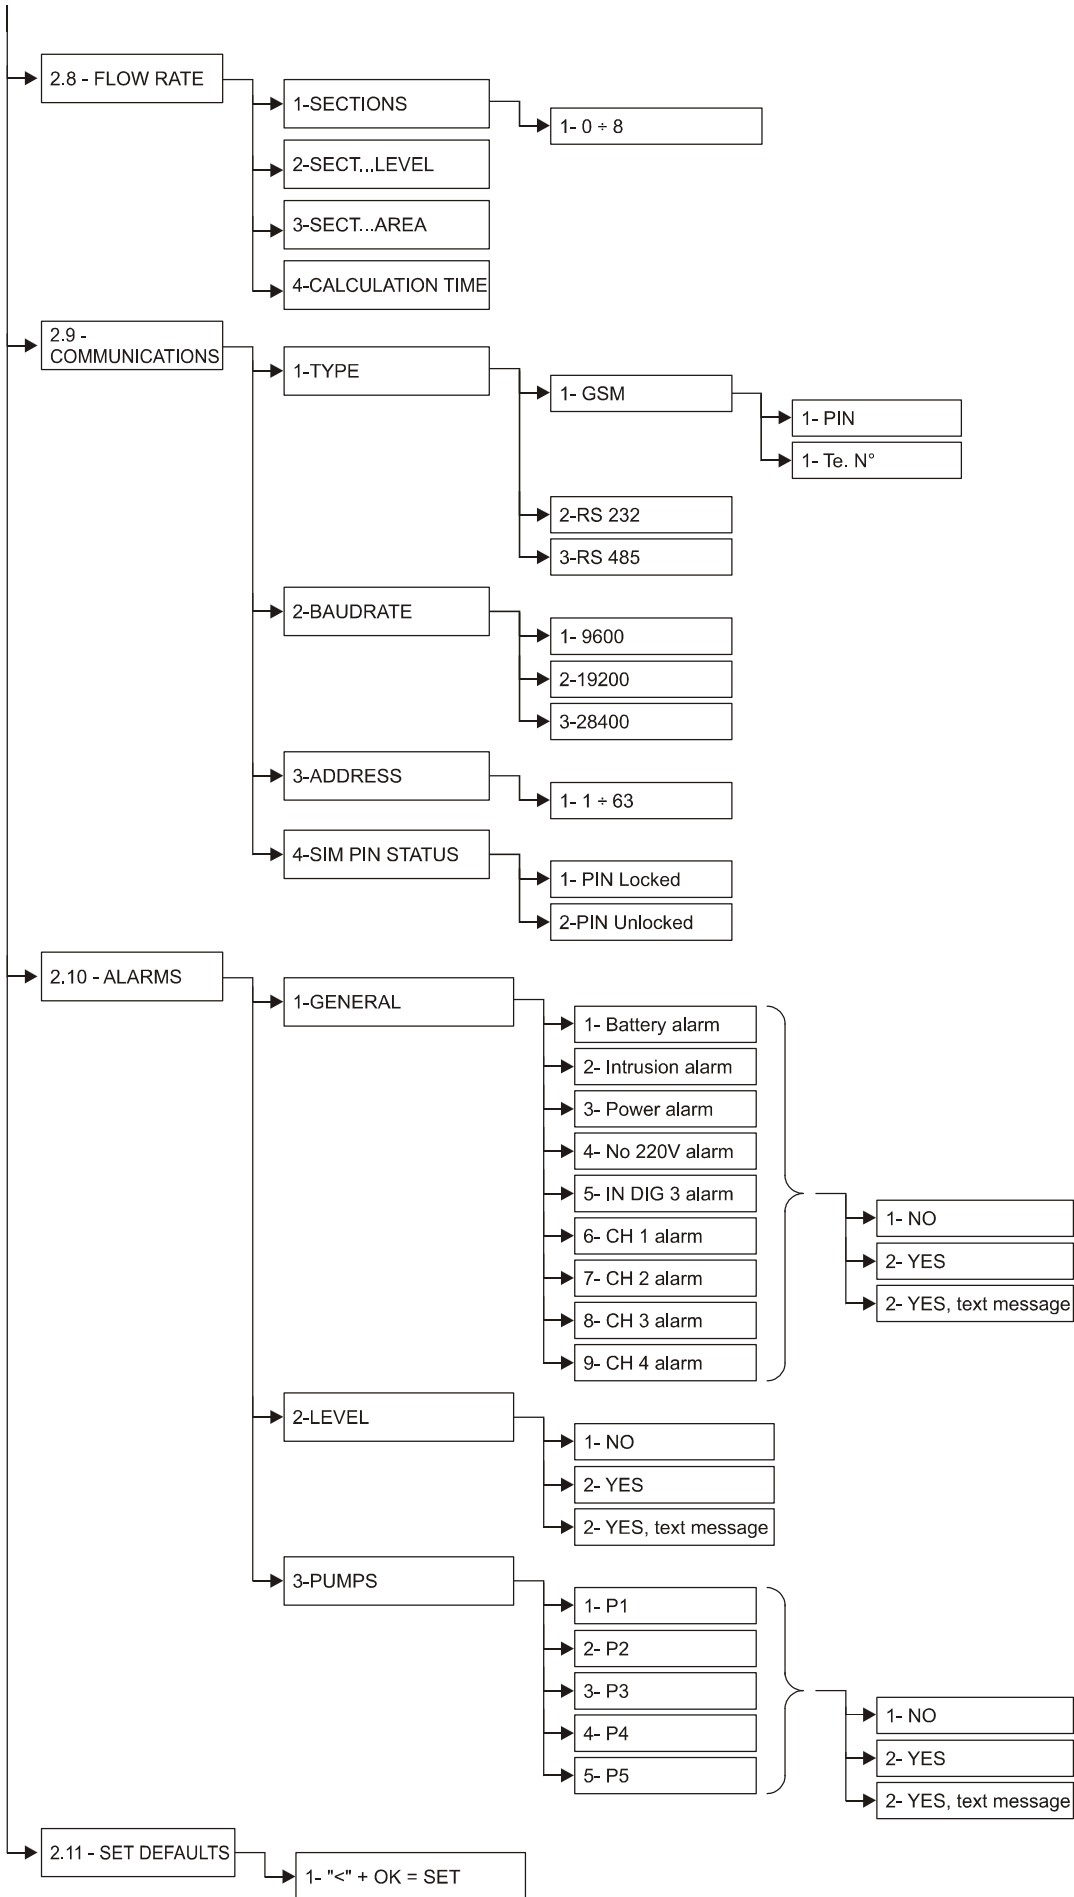 2.8 - FLOW RATE
1-SECTIONS
1- 0 ÷ 8
2-SECT...LEVEL
3-SECT...AREA
4-CALCULATION TIME
2.9 -
COMMUNICATIONS
1-TYPE
1- GSM
1- PIN
1- Te. N°
2-RS 232
3-RS 485
2-BAUDRATE
1- 9600
2-19200
3-28400
3-ADDRESS
1- 1 ÷ 63
4-SIM PIN STATUS
1- PIN Locked
2-PIN Unlocked
2.10 - ALARMS
1-GENERAL
1- Battery alarm
2- Intrusion alarm
3- Power alarm
4- No 220V alarm
5- IN DIG 3 alarm
6- CH 1 alarm
7- CH 2 alarm
8- CH 3 alarm
9- CH 4 alarm
1- NO
2- YES
2- YES, text message
2-LEVEL
1- NO
2- YES
2- YES, text message
3-PUMPS
1- P1
2- P2
3- P3
4- P4
5- P5
1- NO
2- YES
2- YES, text message
2.11 - SET DEFAULTS
1- "<" + OK = SET